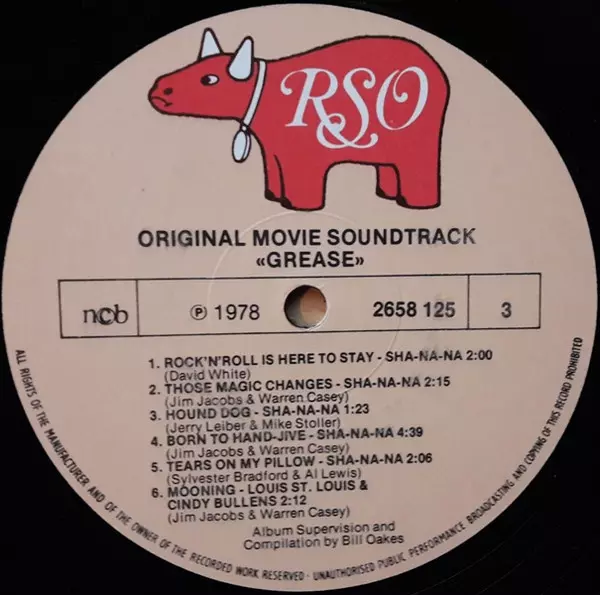 RSO
ORIGINAL MOVIE SOUNDTRACK
«GREASE»
ncb ℗ 1978 2658 125 3
1. ROCK'N'ROLL IS HERE TO STAY - SHA-NA-NA 2:00
(David White)
2. THOSE MAGIC CHANGES - SHA-NA-NA 2:15
(Jim Jacobs & Warren Casey)
3. HOUND DOG - SHA-NA-NA 1:23
(Jerry Leiber & Mike Stoller)
4. BORN TO HAND-JIVE - SHA-NA-NA 4:39
(Jim Jacobs & Warren Casey)
5. TEARS ON MY PILLOW - SHA-NA-NA 2:06
(Sylvester Bradford & Al Lewis)
6. MOONING - LOUIS ST. LOUIS &
CINDY BULLENS 2:12
(Jim Jacobs & Warren Casey)
Album Supervision and
Compilation by Bill Oakes
ALL RIGHTS OF THE MANUFACTURER AND OF THE OWNER OF THE RECORDED WORK RESERVED - UNAUTHORISED PUBLIC PERFORMANCE BROADCASTING AND COPYING OF THIS RECORD PROHIBITED